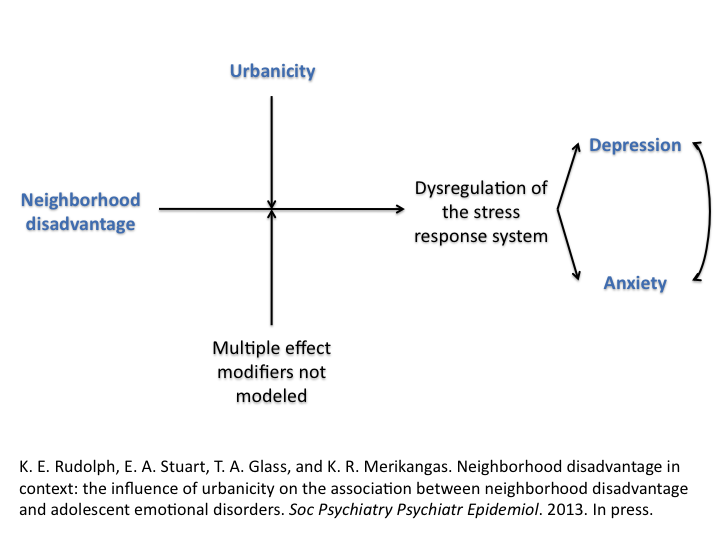 Urbanicity
Depression
Neighborhood
disadvantage
Dysregulation of
the stress
response system
Anxiety
Multiple effect
modifiers not
modeled
K. E. Rudolph, E. A. Stuart, T. A. Glass, and K. R. Merikangas. Neighborhood disadvantage in
context: the influence of urbanicity on the association between neighborhood disadvantage
and adolescent emotional disorders. Soc Psychiatry Psychiatr Epidemiol. 2013. In press.